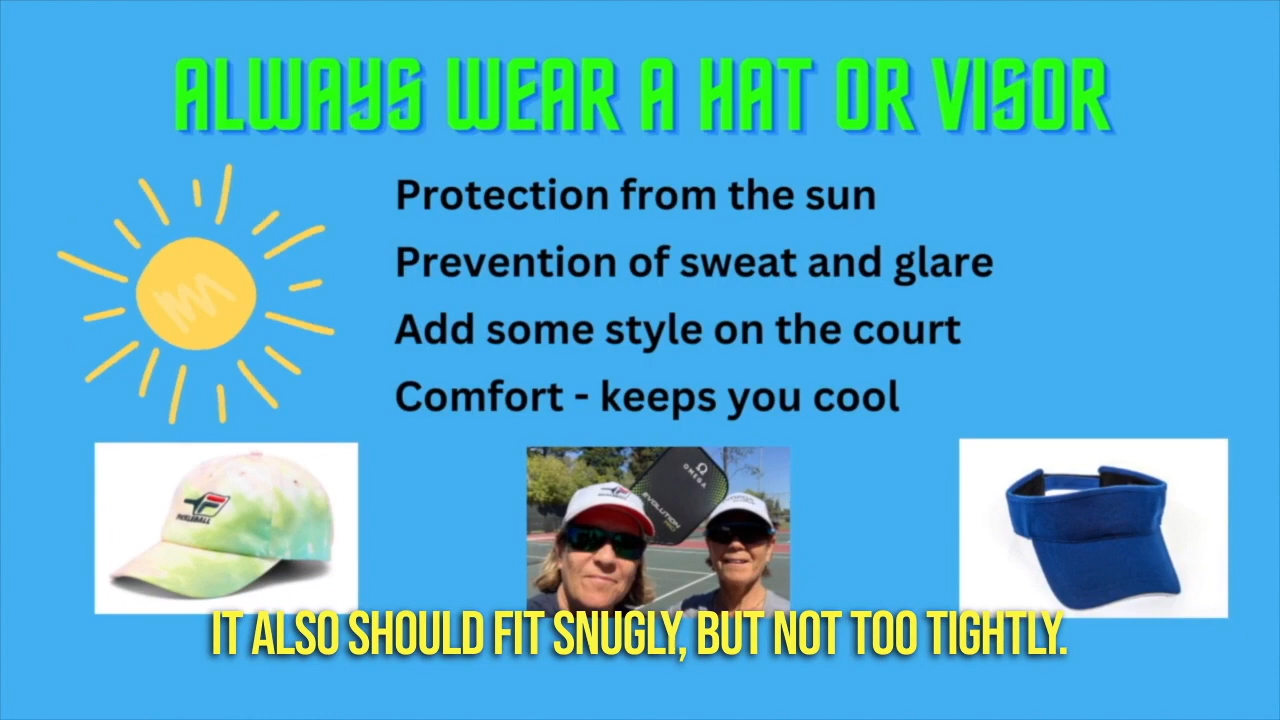 ALWAYS WEAR A HAT OR VISOR
Protection from the sun
Prevention of sweat and glare
Add some style on the court
Comfort - keeps you cool
PICKLEBALL
OMEGA
EVOLUTION
IT ALSO SHOULD FIT SNUGLY, BUT NOT TOO TIGHTLY.